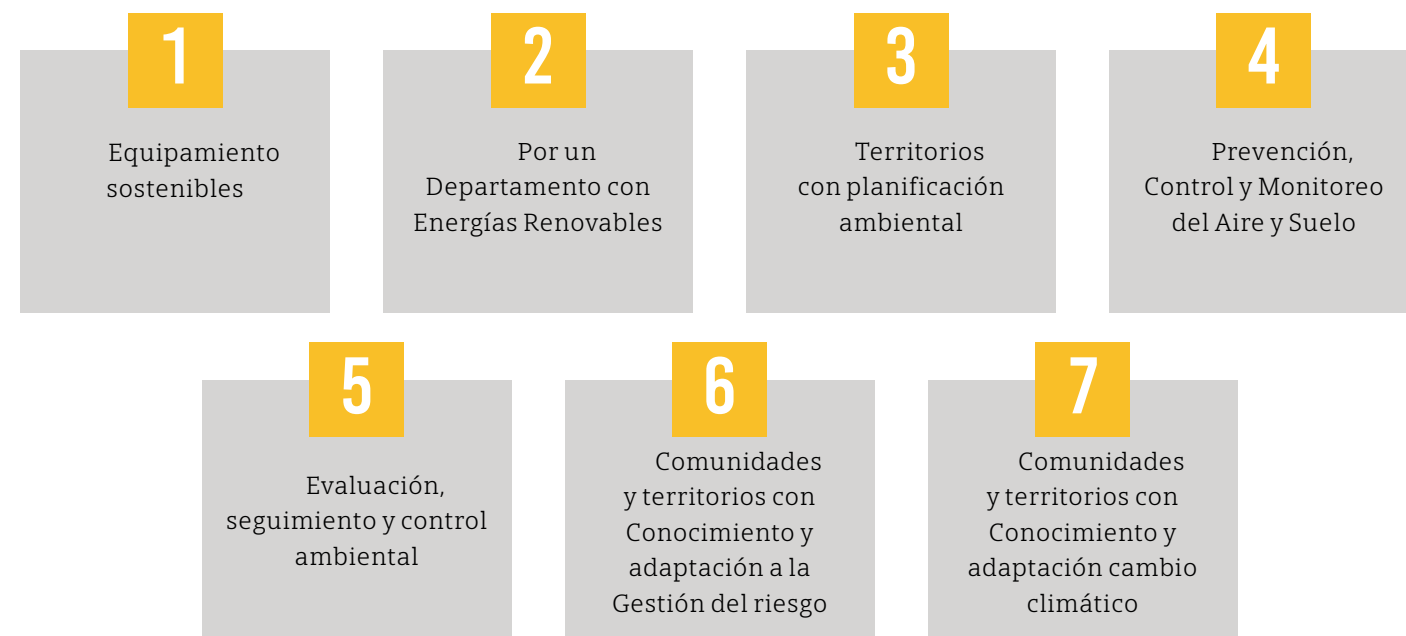 1
Equipamiento
sostenibles
2
Por un
Departamento con
Energías Renovables
3
Territorios
con planificación
ambiental
4
Prevención,
Control y Monitoreo
del Aire y Suelo
5
Evaluación,
seguimiento y control
ambiental
6
Comunidades
y territorios con
Conocimiento y
adaptación a la
Gestión del riesgo
7
Comunidades
y territorios con
Conocimiento y
adaptación cambio
climático